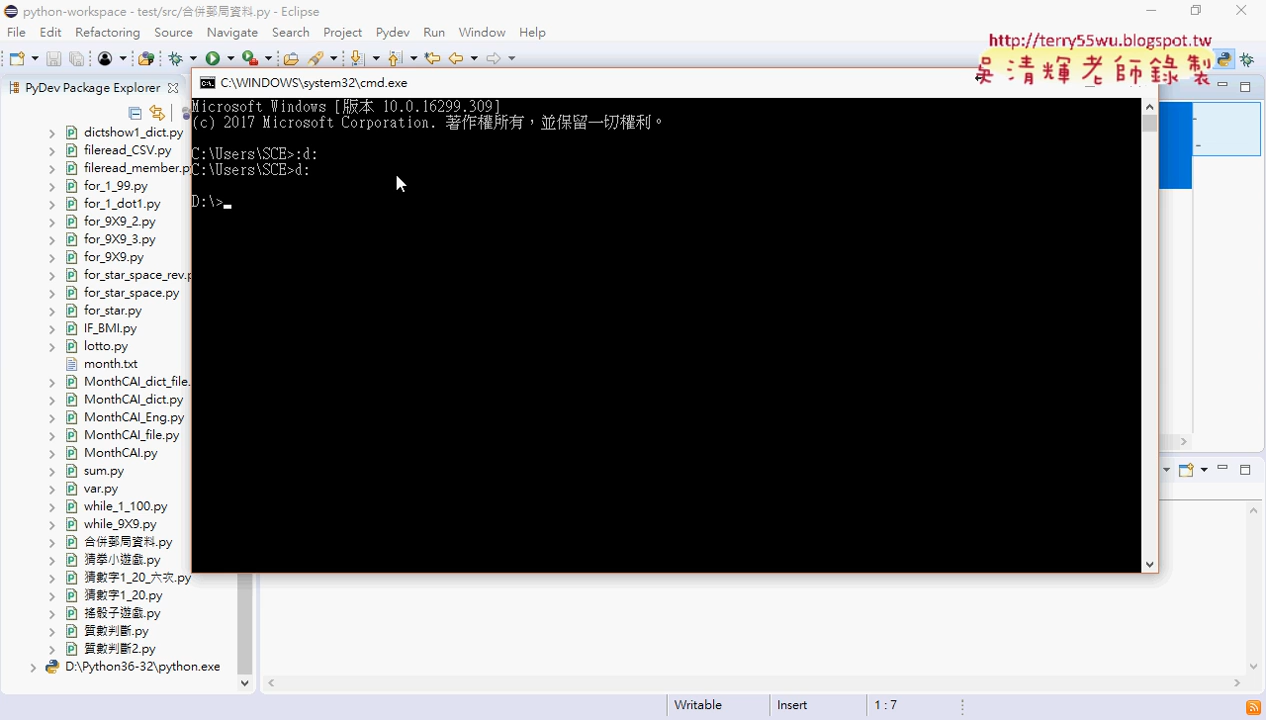 python-workspace - test/src/合併郵局資料.py - Eclipse
http://terry55wu.blogspot.tw
吳清輝老師錄製
File Edit Refactoring Source Navigate Search Project Pydev Run Window Help
PyDev Package Explorer
C:\WINDOWS\system32\cmd.exe
Microsoft Windows [版本 10.0.16299.309]
(c) 2017 Microsoft Corporation. 著作權所有，並保留一切權利。
C:\Users\SCE>:d:
C:\Users\SCE>d:
D:\>
dictshow1_dict.py
fileread_CSV.py
fileread_member.p
for_1_99.py
for_1_dot1.py
for_9X9_2.py
for_9X9_3.py
for_9X9.py
for_star_space_rev.p
for_star_space.py
for_star.py
IF_BMI.py
lotto.py
month.txt
MonthCAI_dict_file.
MonthCAI_dict.py
MonthCAI_Eng.py
MonthCAI_file.py
MonthCAI.py
sum.py
var.py
while_1_100.py
while_9X9.py
合併郵局資料.py
猜拳小遊戲.py
猜數字1_20_六次.py
猜數字1_20.py
搖骰子遊戲.py
質數判斷.py
質數判斷2.py
D:\Python36-32\python.exe
Writable Insert 1 : 7